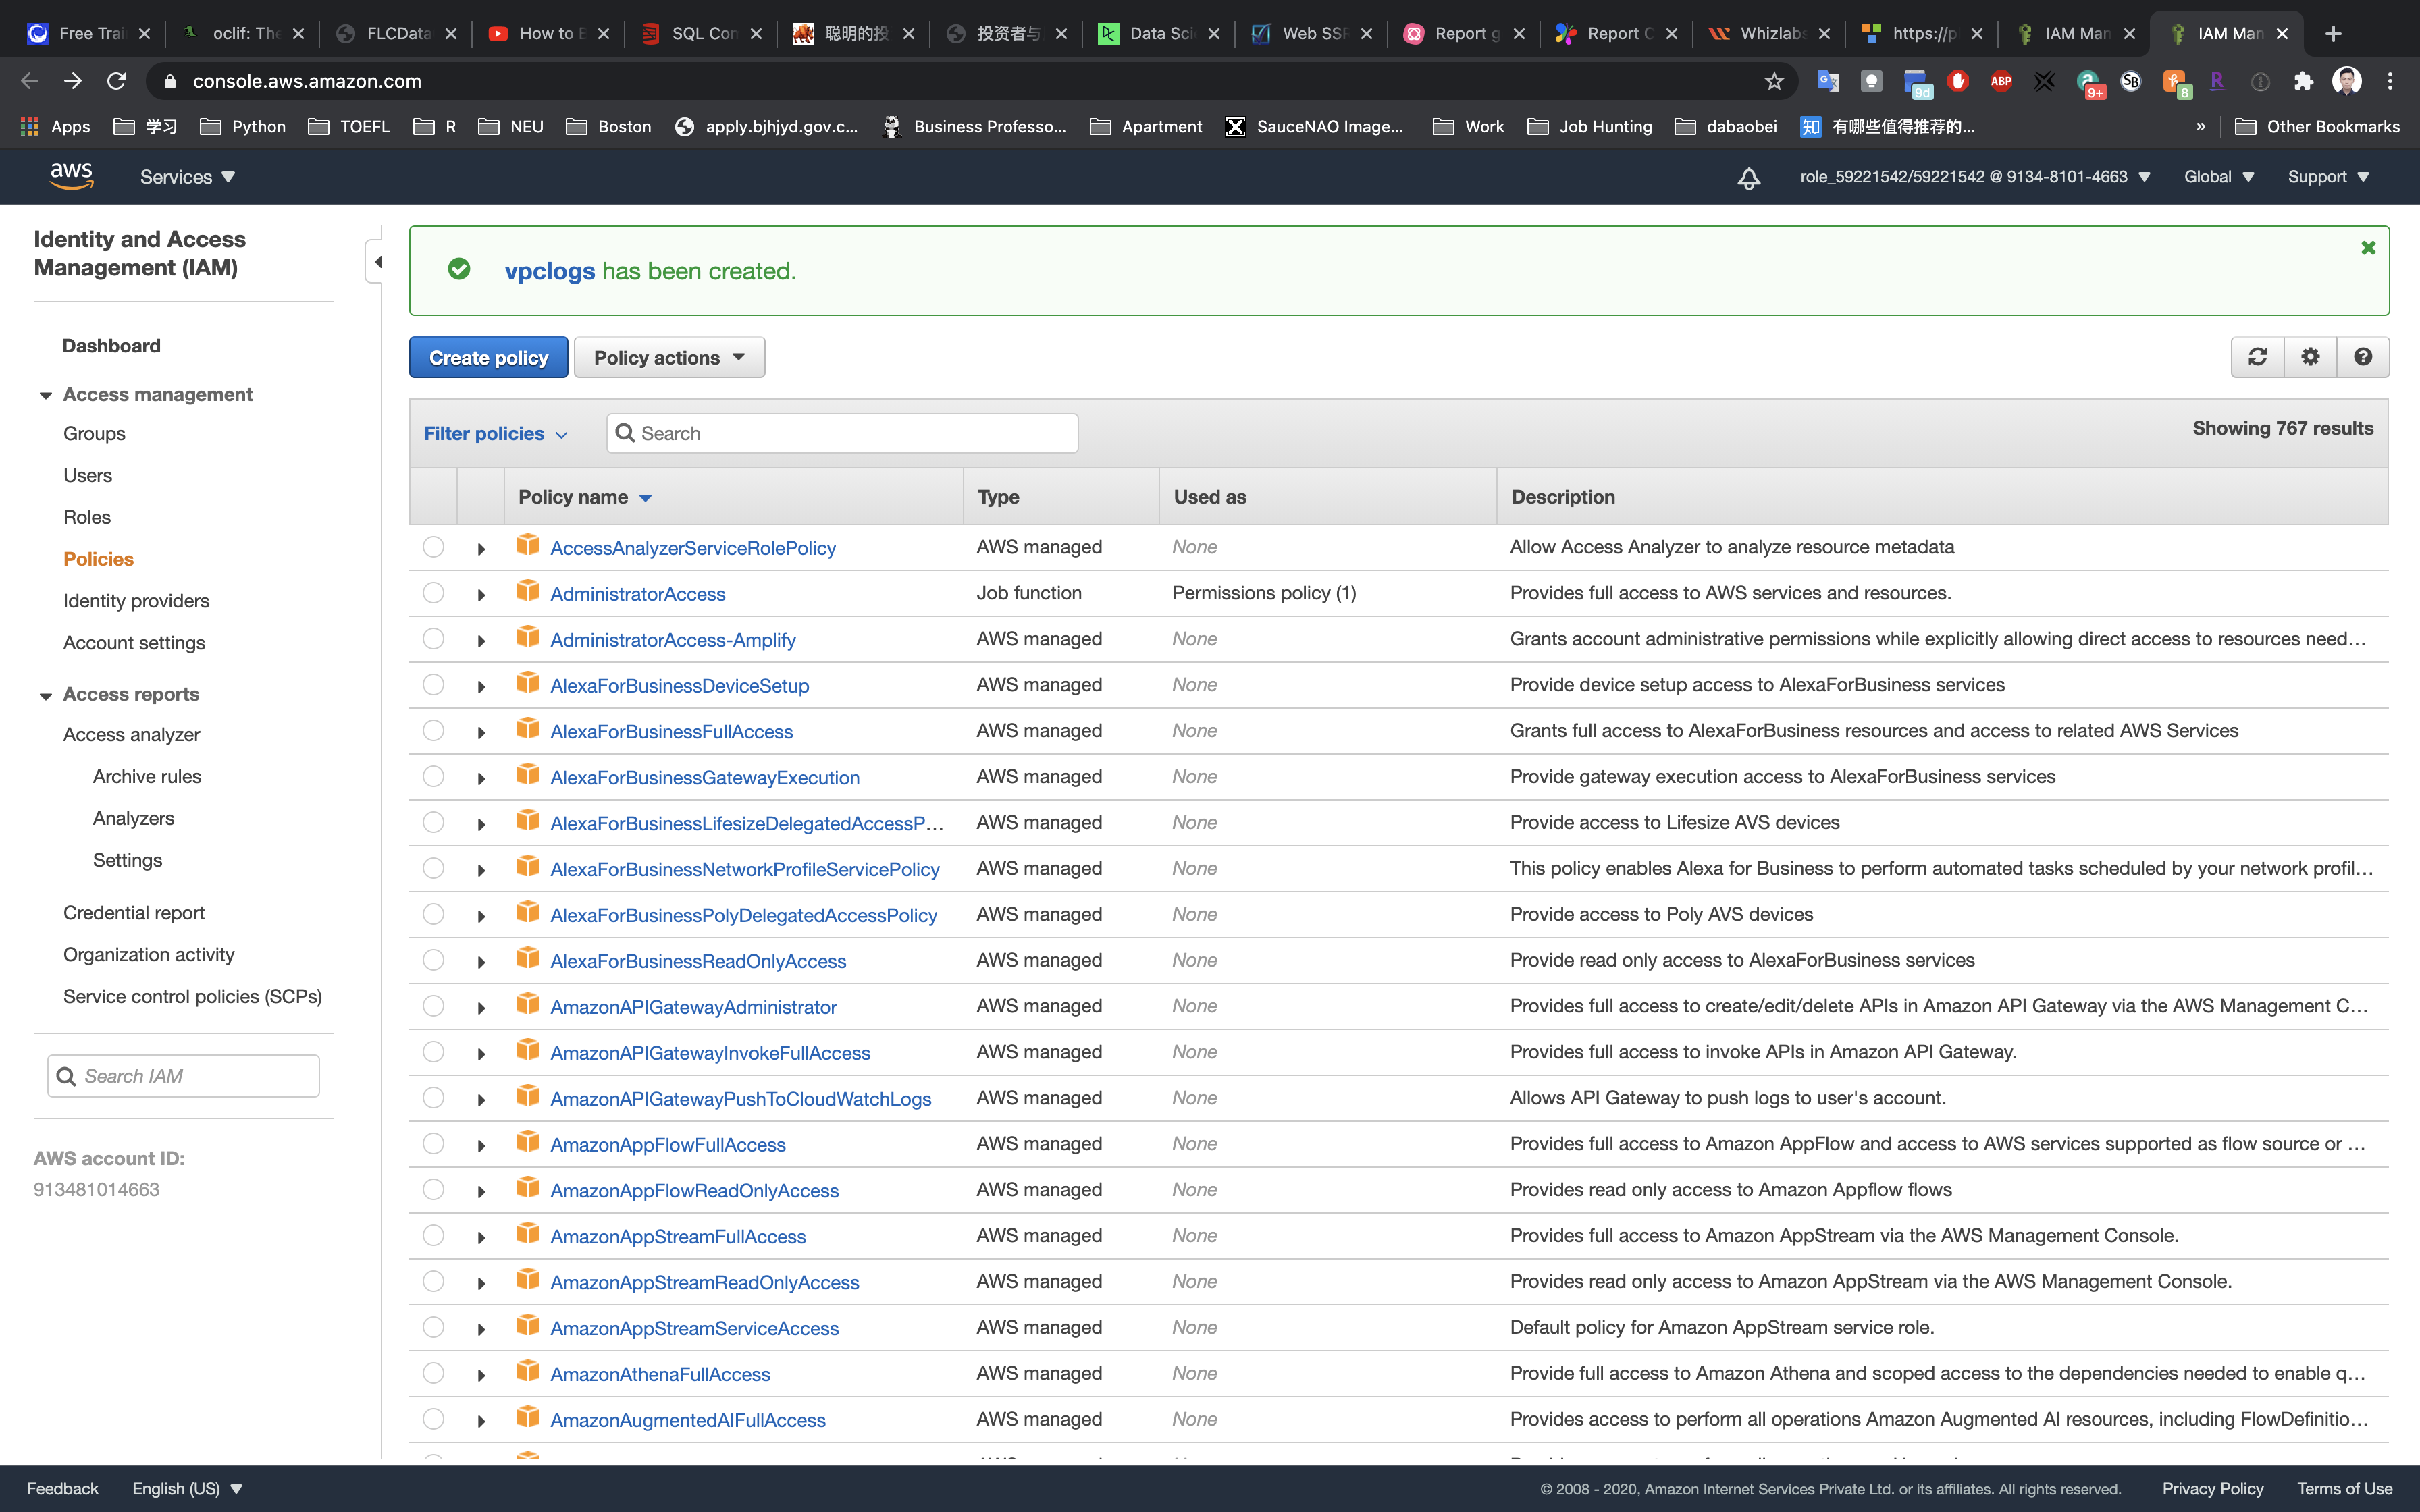 Free Trai
oclif: The
FLCData
How to B
SQL Con
聪明的投
投资者与
Data Scie
Web SSR
Report g
Report C
Whizlabs
https://p
IAM Man
IAM Man
console.aws.amazon.com
9d
ABP
9+
SB
8
Apps
学习
Python
TOEFL
R
NEU
Boston
apply.bjhjyd.gov.c...
Business Professo...
Apartment
SauceNAO Image...
Work
Job Hunting
dabaobei
知 有哪些值得推荐的...
»
Other Bookmarks
aws
Services
role_59221542/59221542 @ 9134-8101-4663
Global
Support
Identity and Access
Management (IAM)
Dashboard
Access management
Groups
Users
Roles
Policies
Identity providers
Account settings
Access reports
Access analyzer
Archive rules
Analyzers
Settings
Credential report
Organization activity
Service control policies (SCPs)
Search IAM
AWS account ID:
913481014663
vpclogs has been created.
Create policy
Policy actions
Filter policies
Search
Showing 767 results
Policy name Type Used as Description
AccessAnalyzerServiceRolePolicy AWS managed None Allow Access Analyzer to analyze resource metadata
AdministratorAccess Job function Permissions policy (1) Provides full access to AWS services and resources.
AdministratorAccess-Amplify AWS managed None Grants account administrative permissions while explicitly allowing direct access to resources need...
AlexaForBusinessDeviceSetup AWS managed None Provide device setup access to AlexaForBusiness services
AlexaForBusinessFullAccess AWS managed None Grants full access to AlexaForBusiness resources and access to related AWS Services
AlexaForBusinessGatewayExecution AWS managed None Provide gateway execution access to AlexaForBusiness services
AlexaForBusinessLifesizeDelegatedAccessP... AWS managed None Provide access to Lifesize AVS devices
AlexaForBusinessNetworkProfileServicePolicy AWS managed None This policy enables Alexa for Business to perform automated tasks scheduled by your network profil...
AlexaForBusinessPolyDelegatedAccessPolicy AWS managed None Provide access to Poly AVS devices
AlexaForBusinessReadOnlyAccess AWS managed None Provide read only access to AlexaForBusiness services
AmazonAPIGatewayAdministrator AWS managed None Provides full access to create/edit/delete APIs in Amazon API Gateway via the AWS Management C...
AmazonAPIGatewayInvokeFullAccess AWS managed None Provides full access to invoke APIs in Amazon API Gateway.
AmazonAPIGatewayPushToCloudWatchLogs AWS managed None Allows API Gateway to push logs to user's account.
AmazonAppFlowFullAccess AWS managed None Provides full access to Amazon AppFlow and access to AWS services supported as flow source or ...
AmazonAppFlowReadOnlyAccess AWS managed None Provides read only access to Amazon Appflow flows
AmazonAppStreamFullAccess AWS managed None Provides full access to Amazon AppStream via the AWS Management Console.
AmazonAppStreamReadOnlyAccess AWS managed None Provides read only access to Amazon AppStream via the AWS Management Console.
AmazonAppStreamServiceAccess AWS managed None Default policy for Amazon AppStream service role.
AmazonAthenaFullAccess AWS managed None Provide full access to Amazon Athena and scoped access to the dependencies needed to enable q...
AmazonAugmentedAIFullAccess AWS managed None Provides access to perform all operations Amazon Augmented AI resources, including FlowDefinitio...
Feedback
English (US)
© 2008 - 2020, Amazon Internet Services Private Ltd. or its affiliates. All rights reserved.
Privacy Policy
Terms of Use